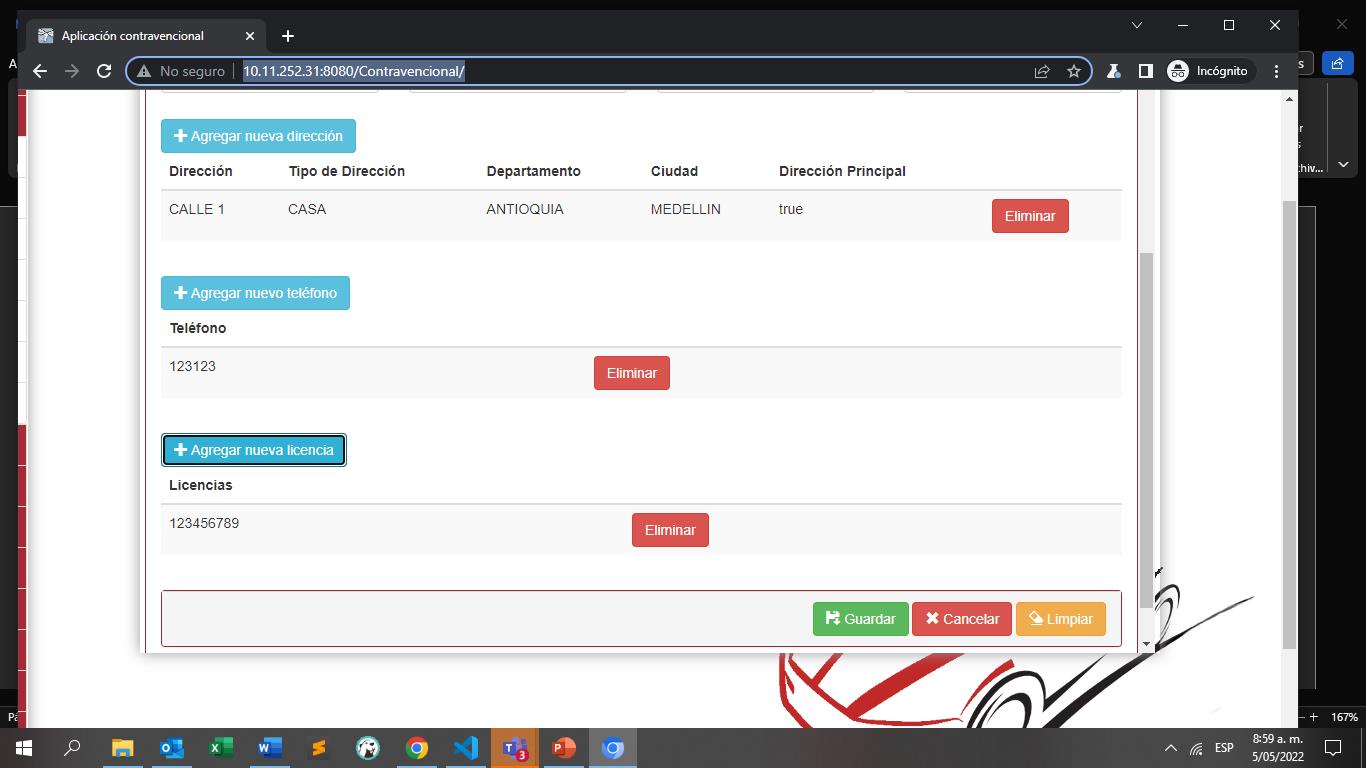 Aplicación contravencional
No seguro
10.11.252.31:8080/Contravencional/
Incógnito
Agregar nueva dirección
Dirección Tipo de Dirección Departamento Ciudad Dirección Principal
CALLE 1 CASA ANTIOQUIA MEDELLIN true Eliminar
Agregar nuevo teléfono
Teléfono
123123 Eliminar
Agregar nueva licencia
Licencias
123456789 Eliminar
Guardar Cancelar Limpiar
167%
3
ESP
8:59 a. m.
5/05/2022